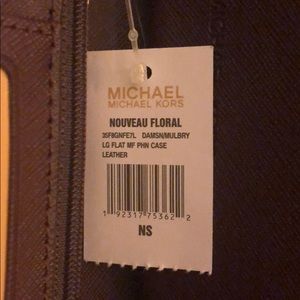 MICHAEL
MICHAEL KORS
NOUVEAU FLORAL
35F8GNFE7L DAMSN/MULBRY
LG FLAT MF PHN CASE
LEATHER
1 92317 75362 2
NS